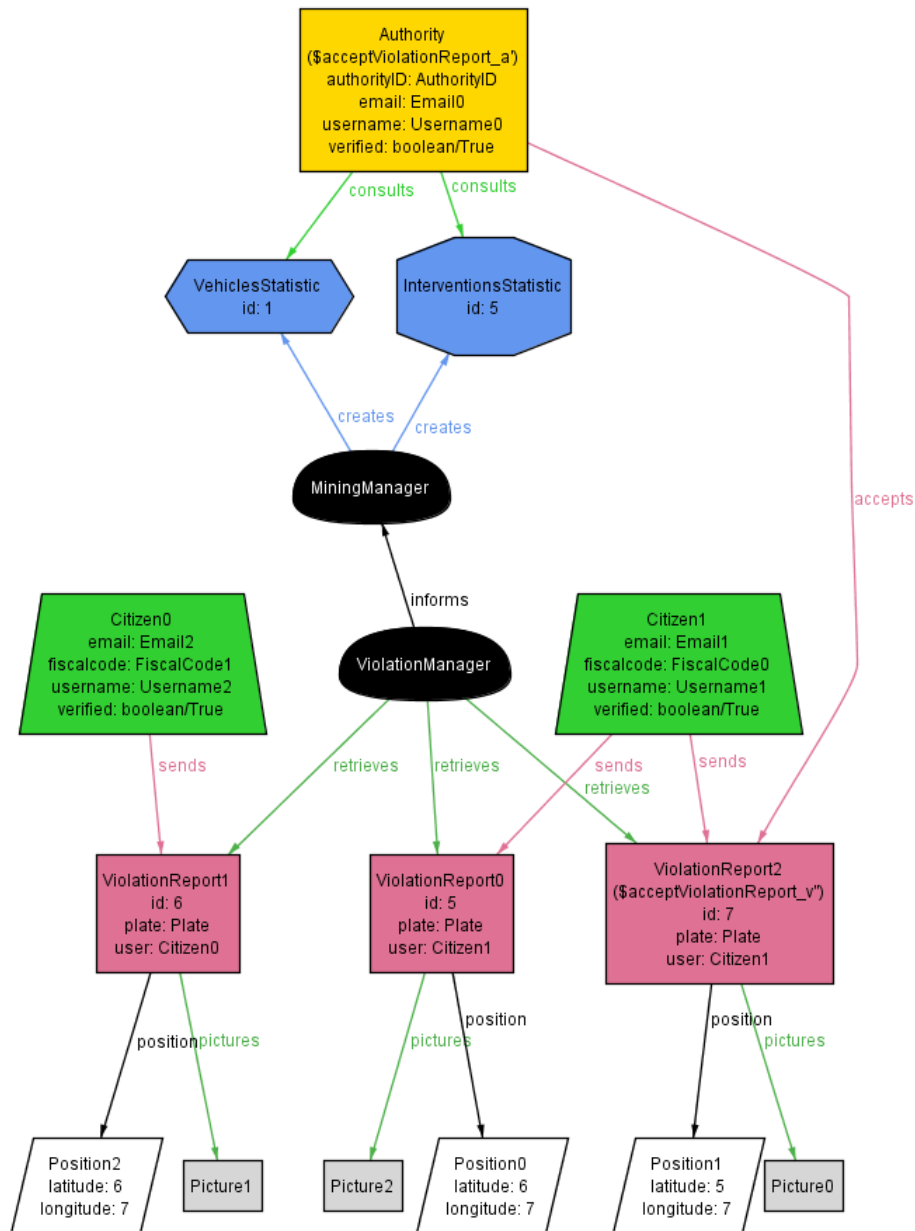 Authority
($acceptViolationReport_a')
authorityID: AuthorityID
email: Email0
username: Username0
verified: boolean/True
consults
consults
VehiclesStatistic
id: 1
InterventionsStatistic
id: 5
creates
creates
MiningManager
accepts
informs
Citizen0
email: Email2
fiscalcode: FiscalCode1
username: Username2
verified: boolean/True
ViolationManager
Citizen1
email: Email1
fiscalcode: FiscalCode0
username: Username1
verified: boolean/True
sends
retrieves
retrieves
sends
sends
retrieves
ViolationReport1
id: 6
plate: Plate
user: Citizen0
ViolationReport0
id: 5
plate: Plate
user: Citizen1
ViolationReport2
($acceptViolationReport_v")
id: 7
plate: Plate
user: Citizen1
position
pictures
pictures
position
position
pictures
Position2
latitude: 6
longitude: 7
Picture1
Picture2
Position0
latitude: 6
longitude: 7
Position1
latitude: 5
longitude: 7
Picture0